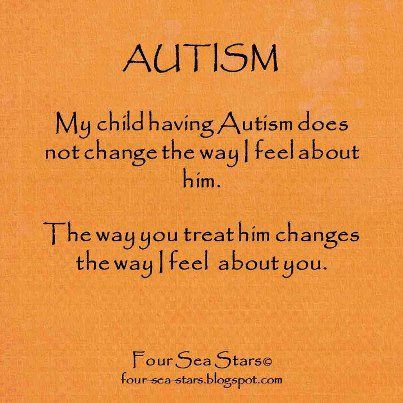 AUTISM
My child having Autism does
not change the way I feel about
him.
The way you treat him changes
the way I feel about you.
Four Sea Stars©
four-sea-stars.blogspot.com